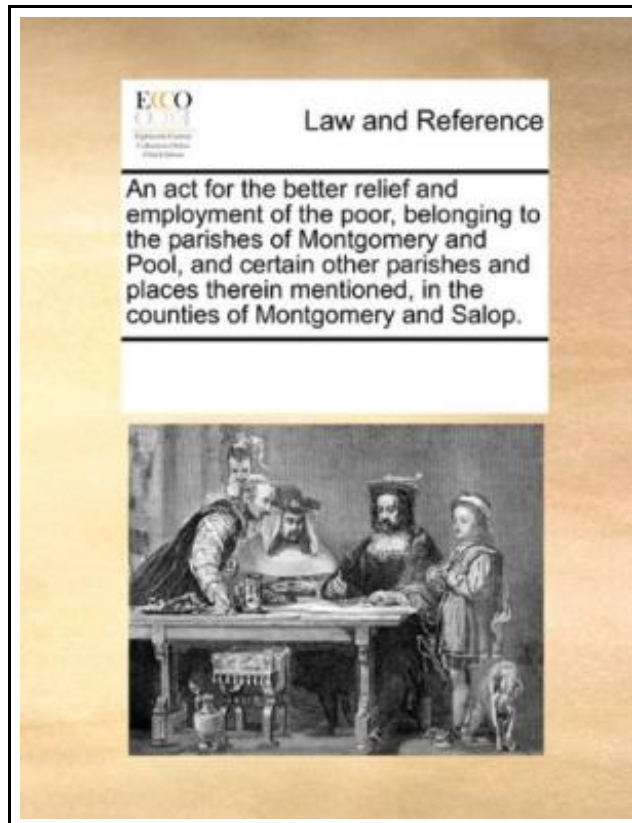 ECCO
Law and Reference
An act for the better relief and
employment of the poor, belonging to
the parishes of Montgomery and
Pool, and certain other parishes and
places therein mentioned, in the
counties of Montgomery and Salop.